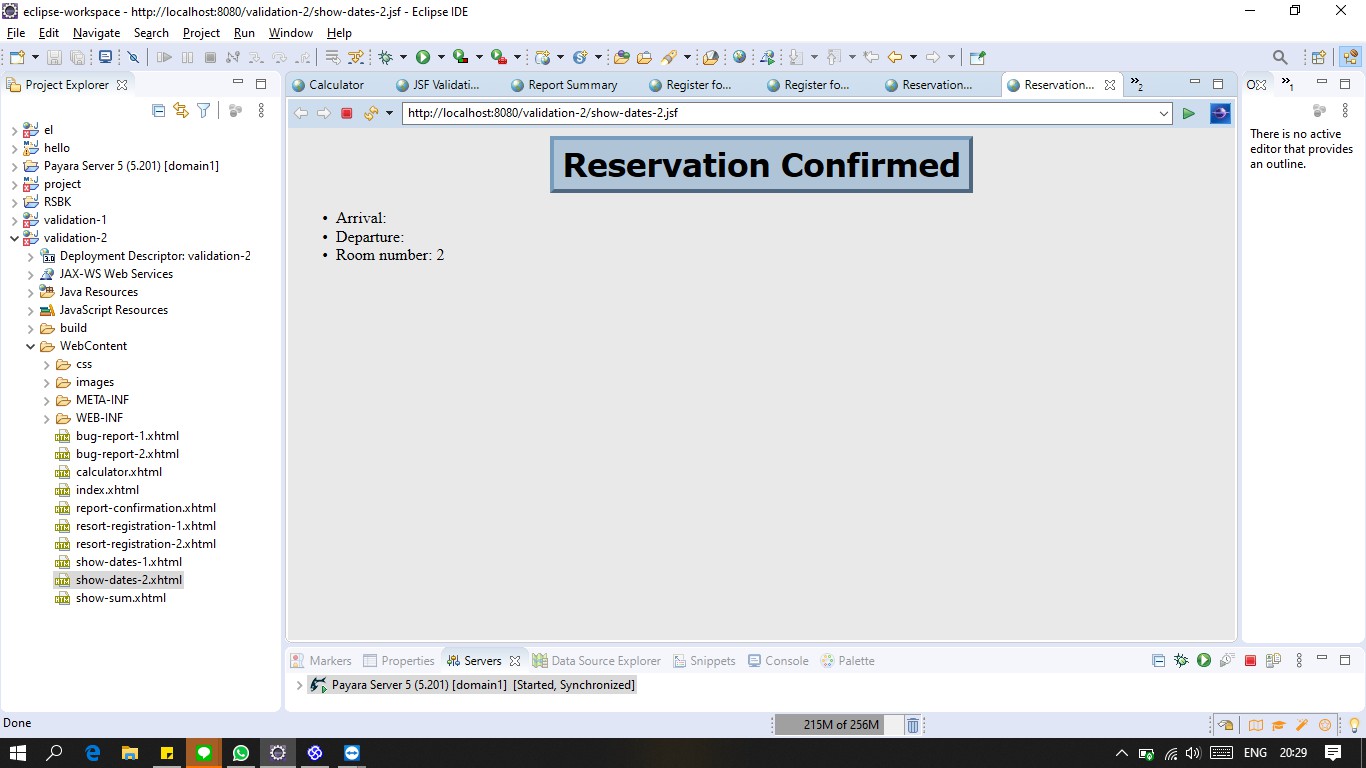 eclipse-workspace - http://localhost:8080/validation-2/show-dates-2.jsf - Eclipse IDE
File Edit Navigate Search Project Run Window Help
Project Explorer
el
hello
Payara Server 5 (5.201) [domain1]
project
RSBK
validation-1
validation-2
Deployment Descriptor: validation-2
JAX-WS Web Services
Java Resources
JavaScript Resources
build
WebContent
css
images
META-INF
WEB-INF
bug-report-1.xhtml
bug-report-2.xhtml
calculator.xhtml
index.xhtml
report-confirmation.xhtml
resort-registration-1.xhtml
resort-registration-2.xhtml
show-dates-1.xhtml
show-dates-2.xhtml
show-sum.xhtml
Calculator JSF Validati... Report Summary Register fo... Register fo... Reservation... Reservation... »2
http://localhost:8080/validation-2/show-dates-2.jsf
Reservation Confirmed
• Arrival:
• Departure:
• Room number: 2
O »1
There is no active
editor that provides
an outline.
Markers Properties Servers Data Source Explorer Snippets Console Palette
Payara Server 5 (5.201) [domain1] [Started, Synchronized]
Done
215M of 256M
ENG 20:29